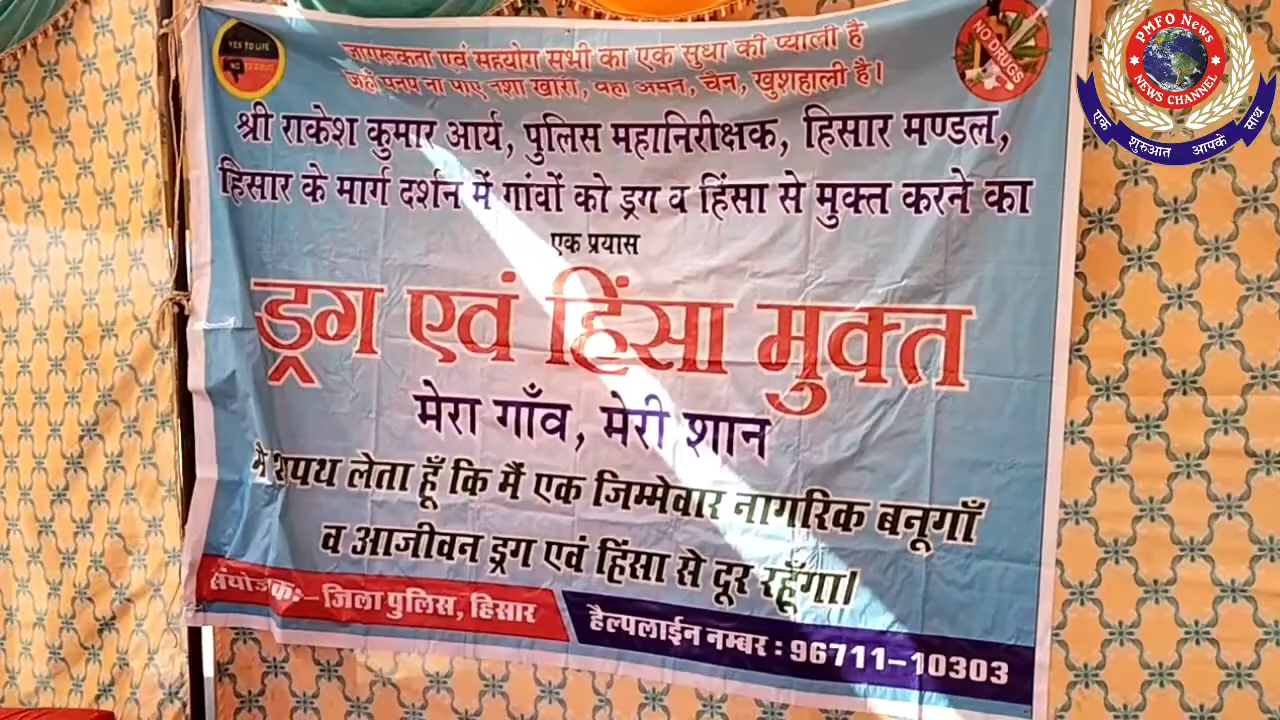 YES TO LIFE
NO
जागरूकता एवं सहयोग सभी का एक सुधा की प्याली है
जहाँ पनप ना पाए नशा खोरी, वहां अमन, चैन, खुशहाली है।
NO DRUGS
श्री राकेश कुमार आर्य, पुलिस महानिरीक्षक, हिसार मण्डल,
हिसार के मार्ग दर्शन में गांवों को ड्रग व हिंसा से मुक्त करने का
एक प्रयास
ड्रग एवं हिंसा मुक्त
मेरा गाँव, मेरी शान
मै शपथ लेता हूँ कि मैं एक जिम्मेवार नागरिक बनूगाँ
व आजीवन ड्रग एवं हिंसा से दूर रहूँगा।
संयोजक:– जिला पुलिस, हिसार
हैल्पलाईन नम्बर : 96711–10303
PMFO NEWS
NEWS CHANNEL
एक शुरुआत आपके साथ